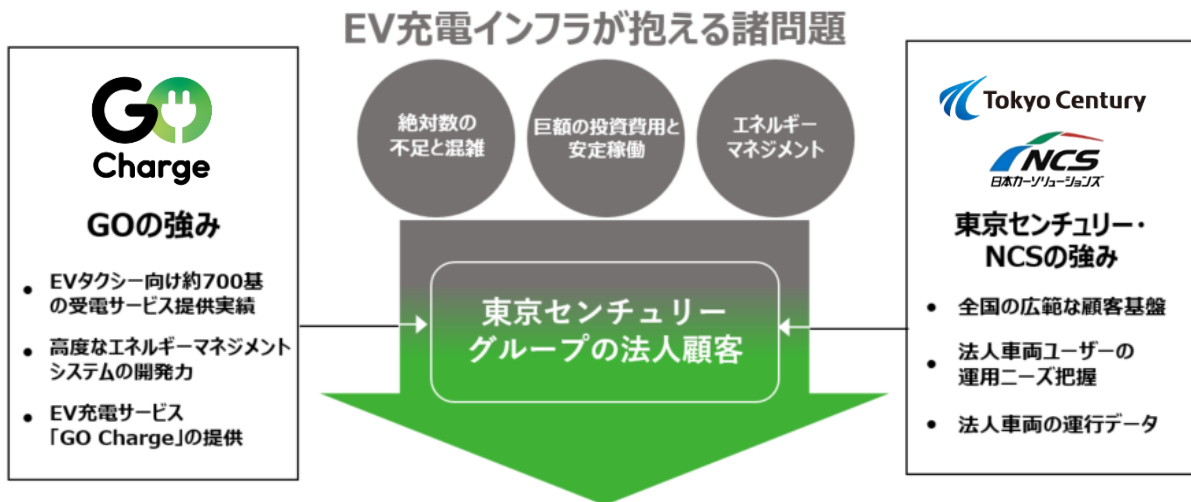 EV充電インフラが抱える諸問題
GO
Charge
GOの強み
• EVタクシー向け約700基
の受電サービス提供実績
• 高度なエネルギーマネジメント
システムの開発力
• EV充電サービス
「GO Charge」の提供
絶対数の
不足と混雑
巨額の投資費用と
安定稼働
エネルギー
マネジメント
東京センチュリー
グループの法人顧客
Tokyo Century
NCS
日本カーソリューションズ
東京センチュリー・
NCSの強み
• 全国の広範な顧客基盤
• 法人車両ユーザーの
運用ニーズ把握
• 法人車両の運行データ